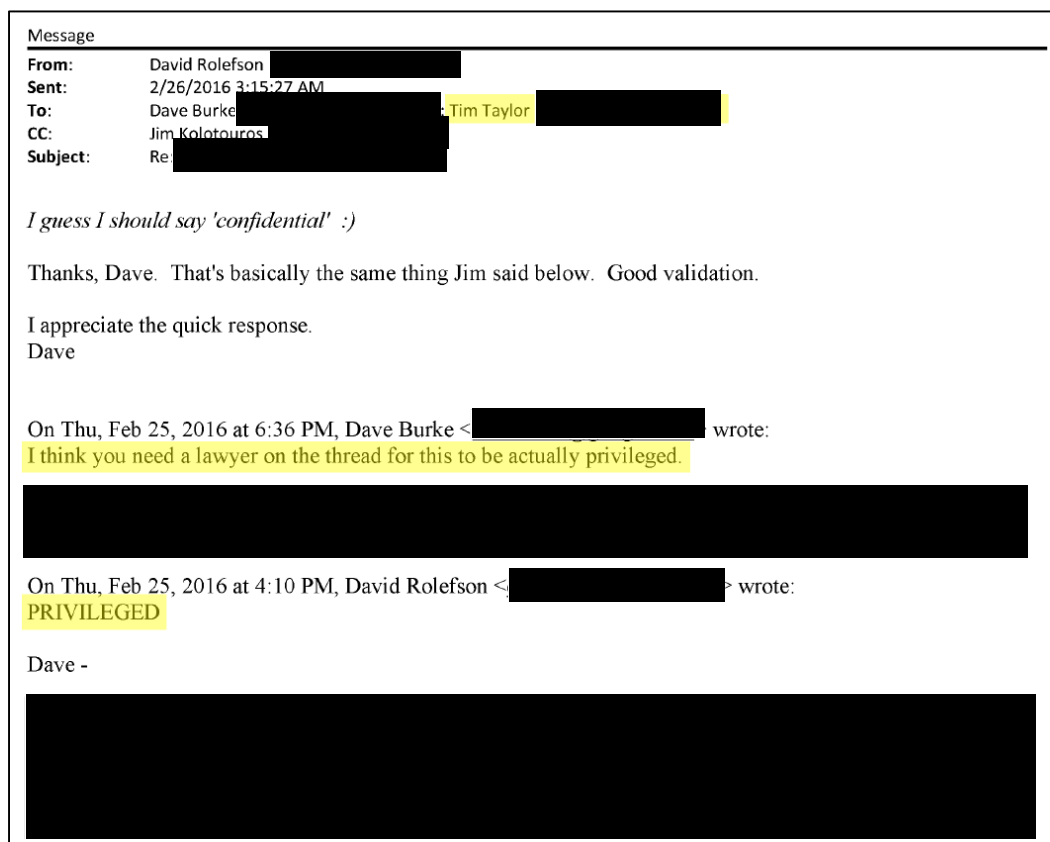 Message
From: David Rolefson
Sent: 2/26/2016 3:15:27 AM
To: Dave Burke ; Tim Taylor
CC: Jim Kolotouros
Subject: Re:
I guess I should say 'confidential' :)
Thanks, Dave. That's basically the same thing Jim said below. Good validation.
I appreciate the quick response.
Dave
On Thu, Feb 25, 2016 at 6:36 PM, Dave Burke < > wrote:
I think you need a lawyer on the thread for this to be actually privileged.
On Thu, Feb 25, 2016 at 4:10 PM, David Rolefson < > wrote:
PRIVILEGED
Dave -